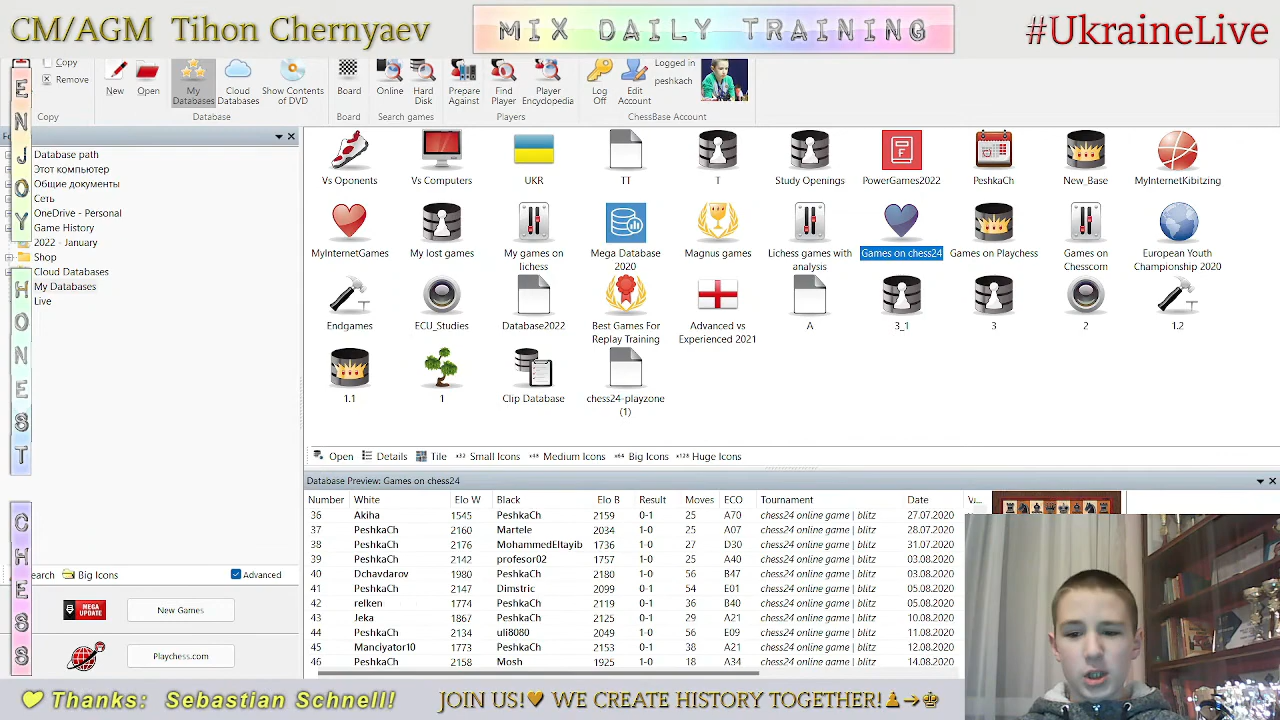 CM/AGM Tihon Chernyaev
MIX DAILY TRAINING
#UkraineLive
Copy
Remove
Copy
New
Open
My Databases
Cloud Databases
Show Contents of DVD
Database
Board
Board
Online
Hard Disk
Search games
Prepare Against
Find Player
Player Encyclopedia
Players
Log Off
Edit Account
Logged in
peshkach
ChessBase Account
ENJOY
HONEST
CHESS
Database path
Этот компьютер
Общие документы
Сеть
OneDrive - Personal
Game History
2022 - January
Shop
Cloud Databases
My Databases
Live
Big Icons
Advanced
MEGA UPDATE
New Games
Playchess.com
Vs Oponents
Vs Computers
UKR
TT
T
Study Openings
PowerGames2022
PeshkaCh
New_Base
MyInternetKibitzing
MyInternetGames
My lost games
My games on lichess
Mega Database 2020
Magnus games
Lichess games with analysis
Games on chess24
Games on Playchess
Games on Chesscom
European Youth Championship 2020
Endgames
ECU_Studies
Database2022
Best Games For Replay Training
Advanced vs Experienced 2021
A
3_1
3
2
1.2
1.1
1
Clip Database
chess24-playzone (1)
Open Details Tile x32 Small Icons x48 Medium Icons x64 Big Icons x128 Huge Icons
Database Preview: Games on chess24
Number White Elo W Black Elo B Result Moves ECO Tournament Date
36 Akiha 1545 PeshkaCh 2159 0-1 25 A70 chess24 online game | blitz 27.07.2020
37 PeshkaCh 2160 Martele 2034 1-0 25 A07 chess24 online game | blitz 28.07.2020
38 PeshkaCh 2176 MohammedEltayib 1736 1-0 27 D30 chess24 online game | blitz 31.07.2020
39 PeshkaCh 2142 profesor02 1757 1-0 25 A40 chess24 online game | blitz 03.08.2020
40 Dchavdarov 1980 PeshkaCh 2180 1-0 56 B47 chess24 online game | blitz 03.08.2020
41 PeshkaCh 2147 Dimstric 2099 0-1 54 E01 chess24 online game | blitz 05.08.2020
42 relken 1774 PeshkaCh 2119 0-1 36 B40 chess24 online game | blitz 05.08.2020
43 Jeka 1867 PeshkaCh 2125 0-1 29 A21 chess24 online game | blitz 10.08.2020
44 PeshkaCh 2134 uli8080 2049 1-0 56 E09 chess24 online game | blitz 11.08.2020
45 Manciyator10 1773 PeshkaCh 2153 0-1 38 A21 chess24 online game | blitz 12.08.2020
46 PeshkaCh 2158 Mosh 1925 1-0 18 A34 chess24 online game | blitz 14.08.2020
Thanks: Sebastian Schnell!
JOIN US! WE CREATE HISTORY TOGETHER!